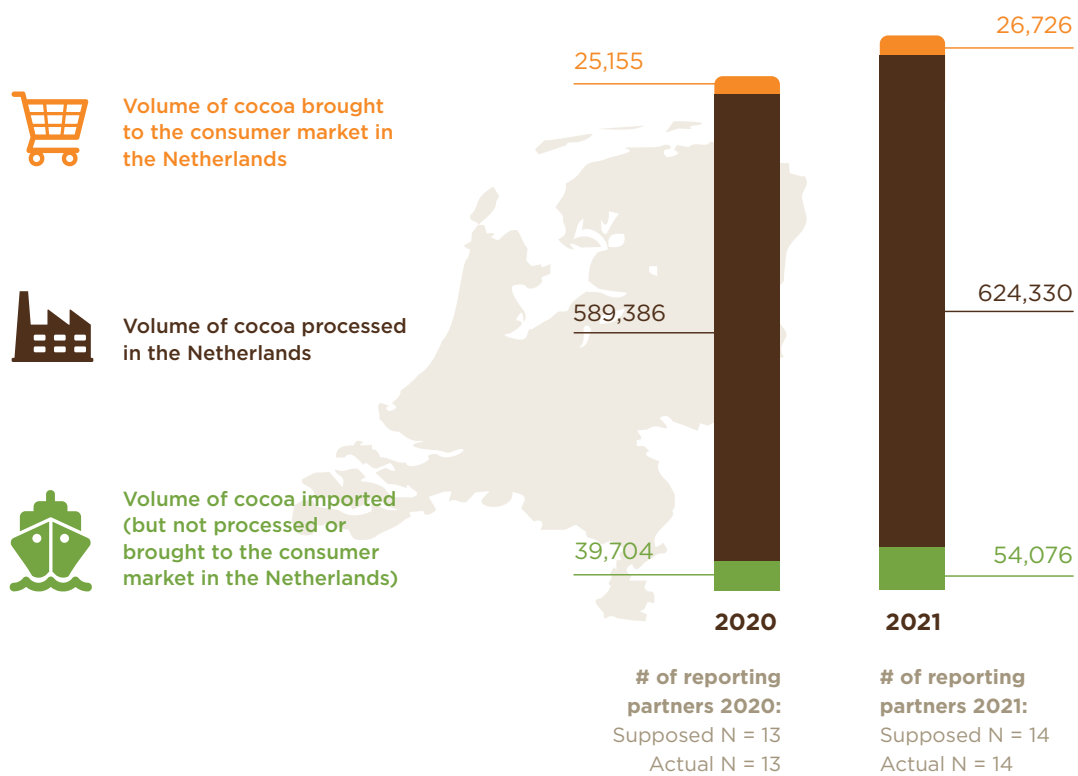 25,155
26,726
Volume of cocoa brought
to the consumer market in
the Netherlands
589,386
624,330
Volume of cocoa processed
in the Netherlands
Volume of cocoa imported
(but not processed or
brought to the consumer
market in the Netherlands)
39,704
54,076
2020
2021
# of reporting
partners 2020:
Supposed N = 13
Actual N = 13
# of reporting
partners 2021:
Supposed N = 14
Actual N = 14